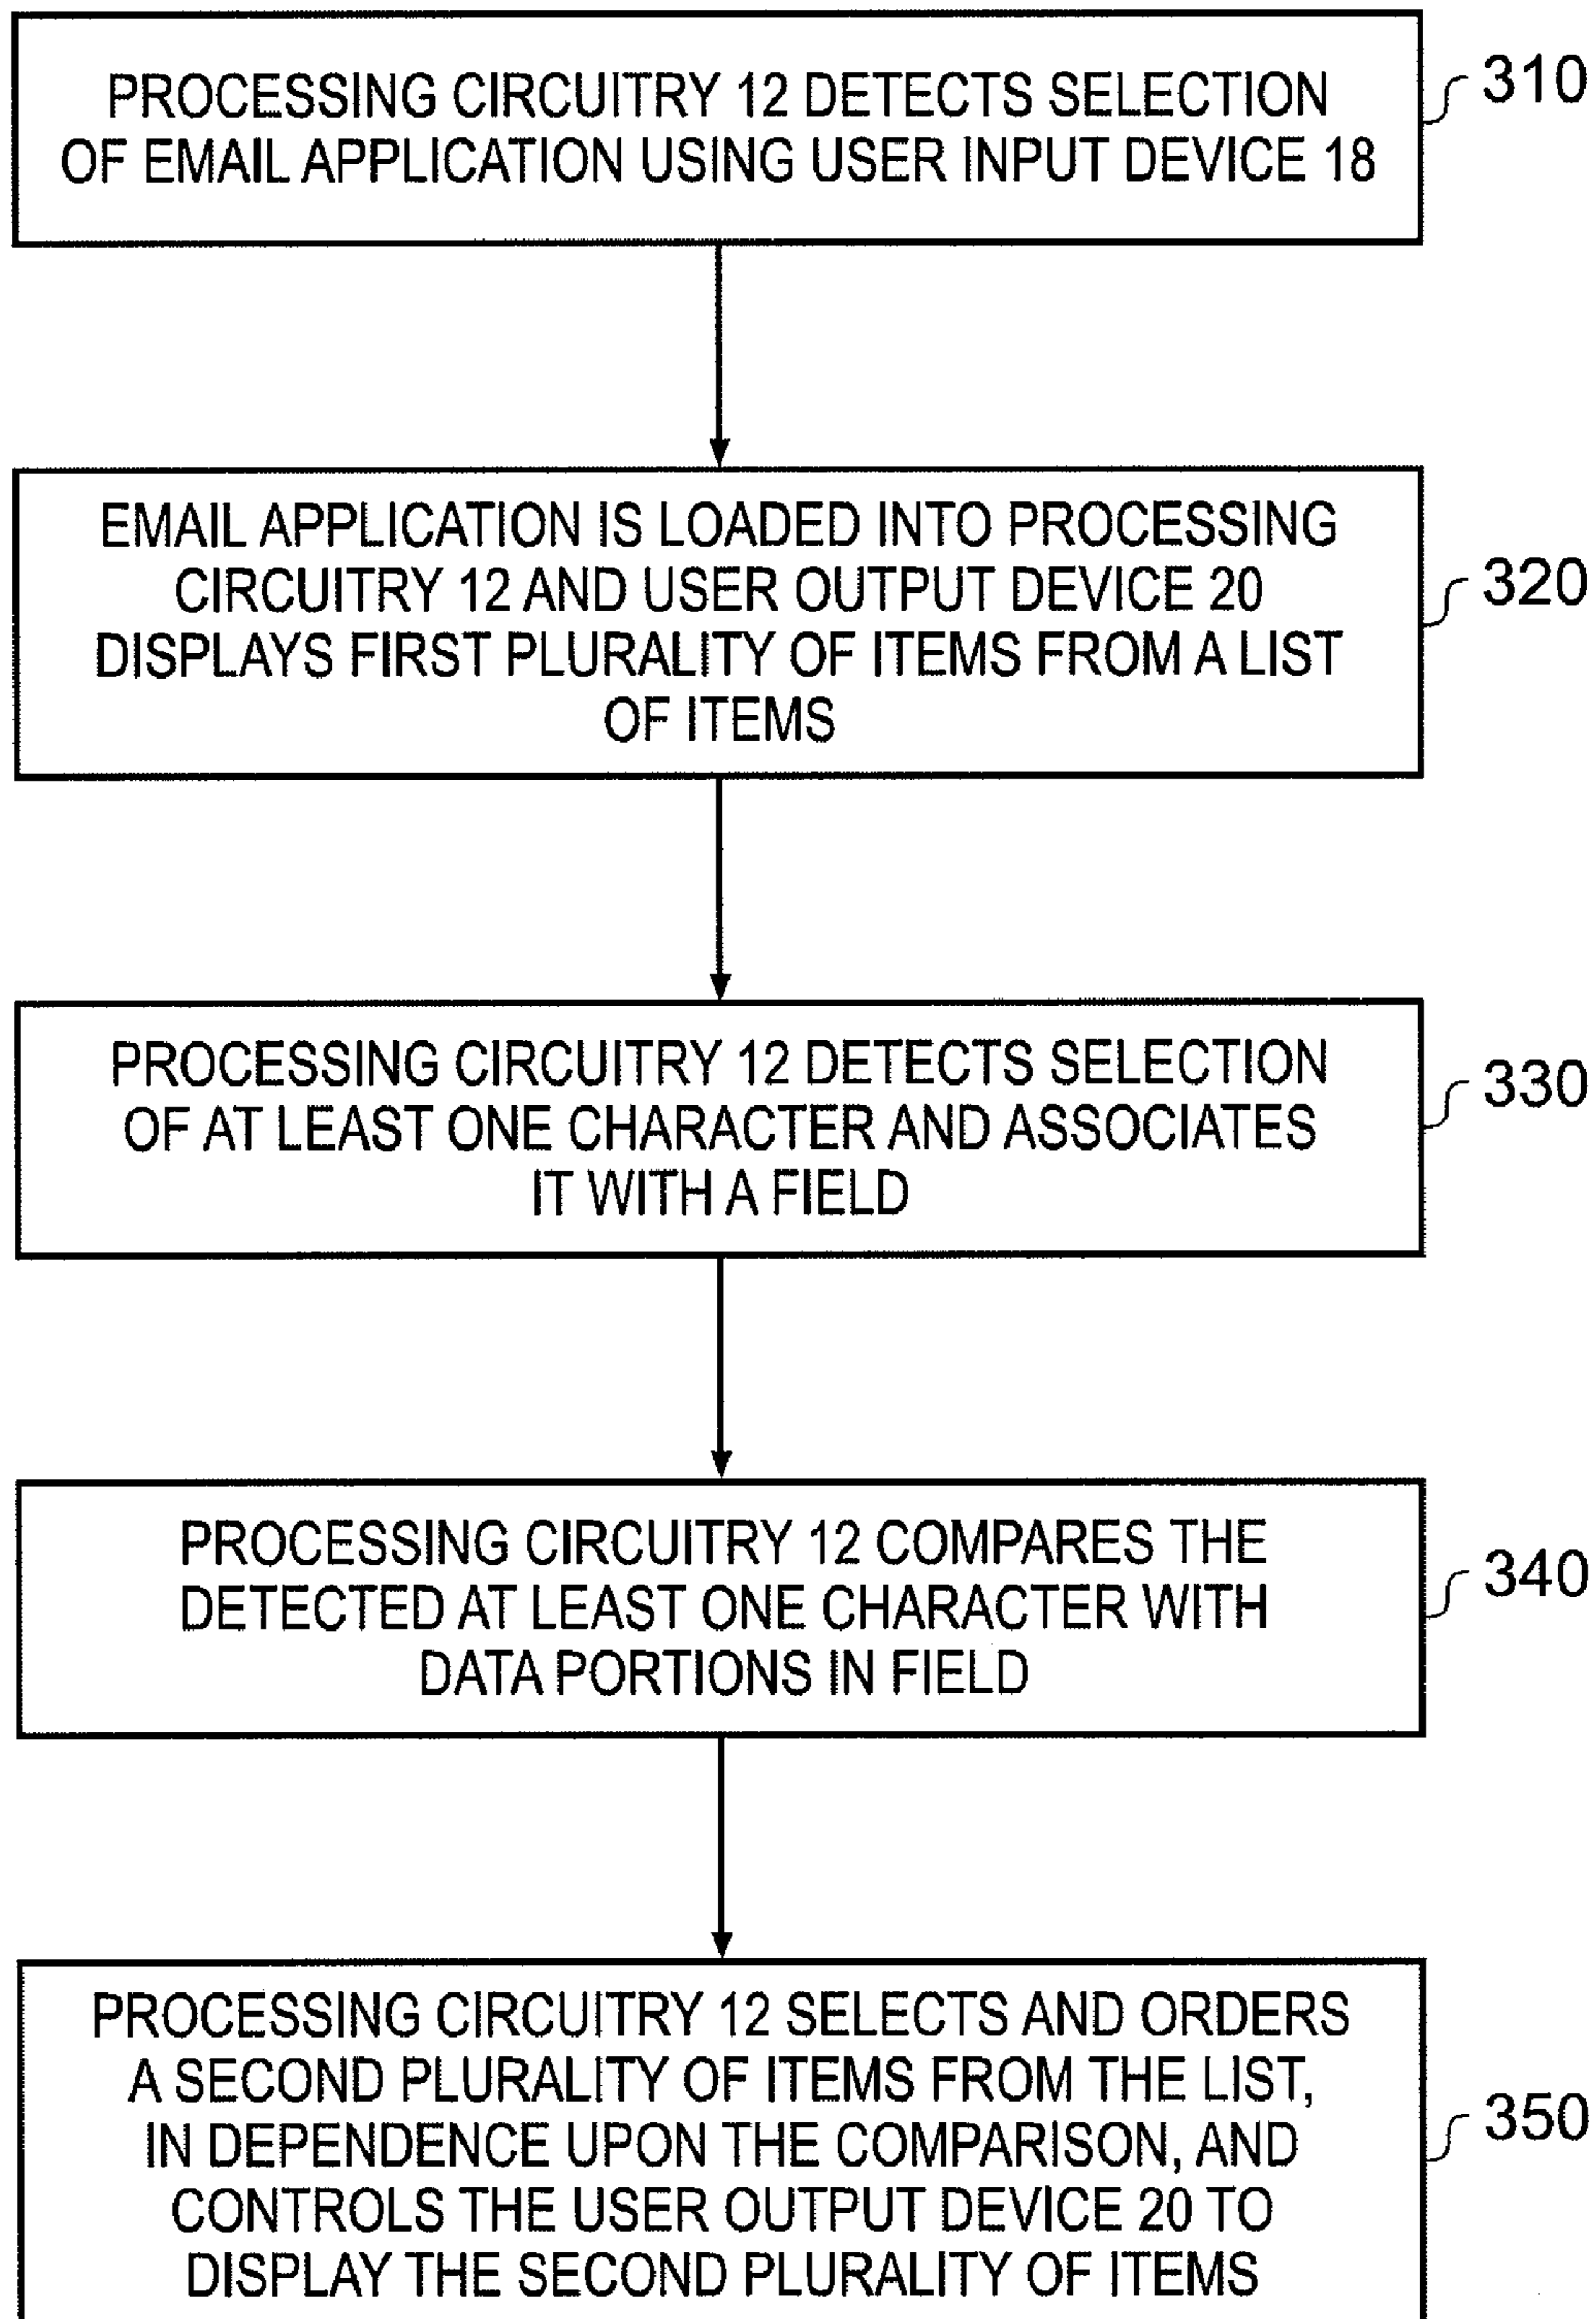 PROCESSING CIRCUITRY 12 DETECTS SELECTION
OF EMAIL APPLICATION USING USER INPUT DEVICE 18
310
EMAIL APPLICATION IS LOADED INTO PROCESSING
CIRCUITRY 12 AND USER OUTPUT DEVICE 20
DISPLAYS FIRST PLURALITY OF ITEMS FROM A LIST
OF ITEMS
320
PROCESSING CIRCUITRY 12 DETECTS SELECTION
OF AT LEAST ONE CHARACTER AND ASSOCIATES
IT WITH A FIELD
330
PROCESSING CIRCUITRY 12 COMPARES THE
DETECTED AT LEAST ONE CHARACTER WITH
DATA PORTIONS IN FIELD
340
PROCESSING CIRCUITRY 12 SELECTS AND ORDERS
A SECOND PLURALITY OF ITEMS FROM THE LIST,
IN DEPENDENCE UPON THE COMPARISON, AND
CONTROLS THE USER OUTPUT DEVICE 20 TO
DISPLAY THE SECOND PLURALITY OF ITEMS
350